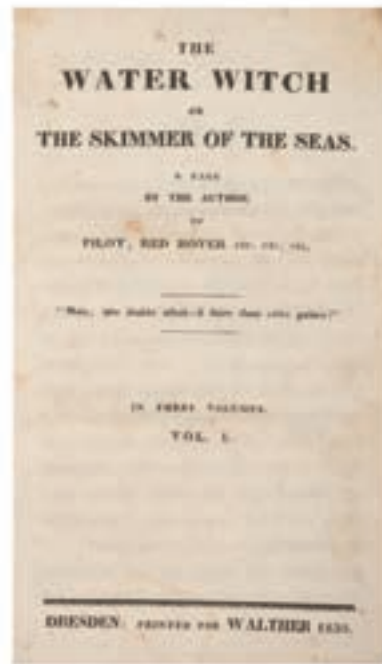 THE
WATER WITCH
OR
THE SKIMMER OF THE SEAS.
A TALE
BY THE AUTHOR
OF
PILOT, RED ROVER etc. etc. etc.
IN THREE VOLUMES.
VOL. I.
DRESDEN: PRINTED FOR WALTHER 1830.